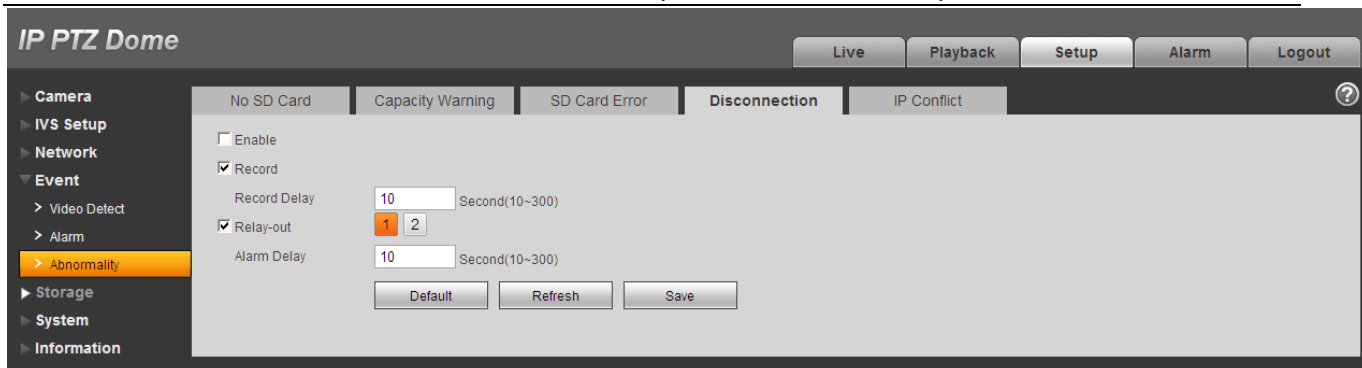 IP PTZ Dome
Live Playback Setup Alarm Logout
Camera
IVS Setup
Network
Event
Video Detect
Alarm
Abnormality
Storage
System
Information
No SD Card Capacity Warning SD Card Error Disconnection IP Conflict ?
Enable
Record
Record Delay 10 Second(10~300)
Relay-out 1 2
Alarm Delay 10 Second(10~300)
Default Refresh Save